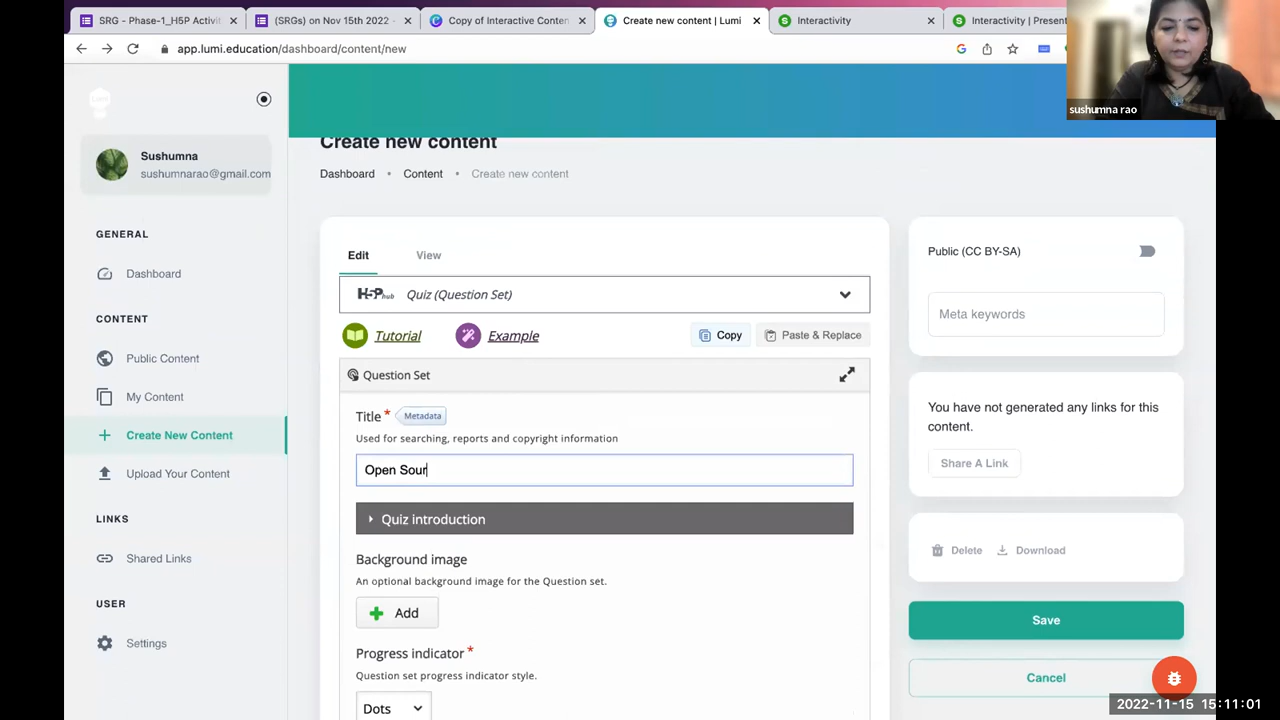 SRG - Phase-1_H5P Activi
(SRGs) on Nov 15th 2022 -
Copy of Interactive Conten
Create new content | Lumi
Interactivity
Interactivity | Present
app.lumi.education/dashboard/content/new
sushumna rao
Sushumna
sushumnarao@gmail.com
GENERAL
Dashboard
CONTENT
Public Content
My Content
Create New Content
Upload Your Content
LINKS
Shared Links
USER
Settings
Create new content
Dashboard • Content • Create new content
Edit View
H5P hub Quiz (Question Set)
Tutorial Example Copy Paste & Replace
Question Set
Title * Metadata
Used for searching, reports and copyright information
Open Sour
Quiz introduction
Background image
An optional background image for the Question set.
Add
Progress indicator *
Question set progress indicator style.
Dots
Public (CC BY-SA)
Meta keywords
You have not generated any links for this
content.
Share A Link
Delete Download
Save
Cancel
2022-11-15 15:11:01